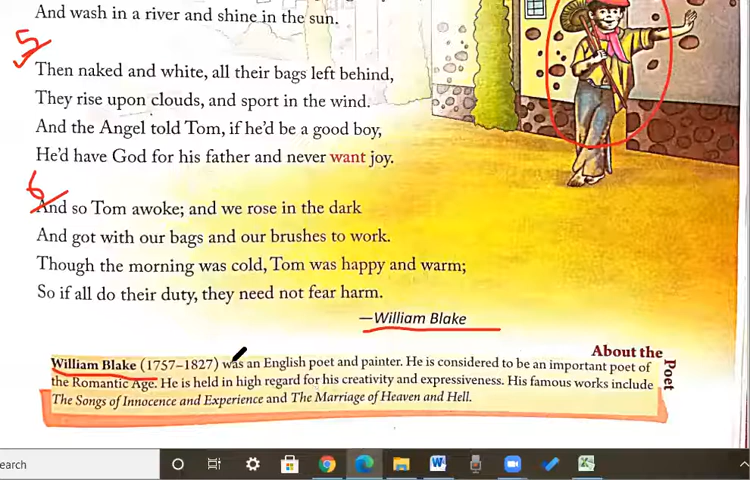 And wash in a river and shine in the sun.
5
Then naked and white, all their bags left behind,
They rise upon clouds, and sport in the wind.
And the Angel told Tom, if he'd be a good boy,
He'd have God for his father and never want joy.
6
And so Tom awoke; and we rose in the dark
And got with our bags and our brushes to work.
Though the morning was cold, Tom was happy and warm;
So if all do their duty, they need not fear harm.
—William Blake
About the Poet
William Blake (1757–1827) was an English poet and painter. He is considered to be an important poet of
the Romantic Age. He is held in high regard for his creativity and expressiveness. His famous works include
The Songs of Innocence and Experience and The Marriage of Heaven and Hell.
earch